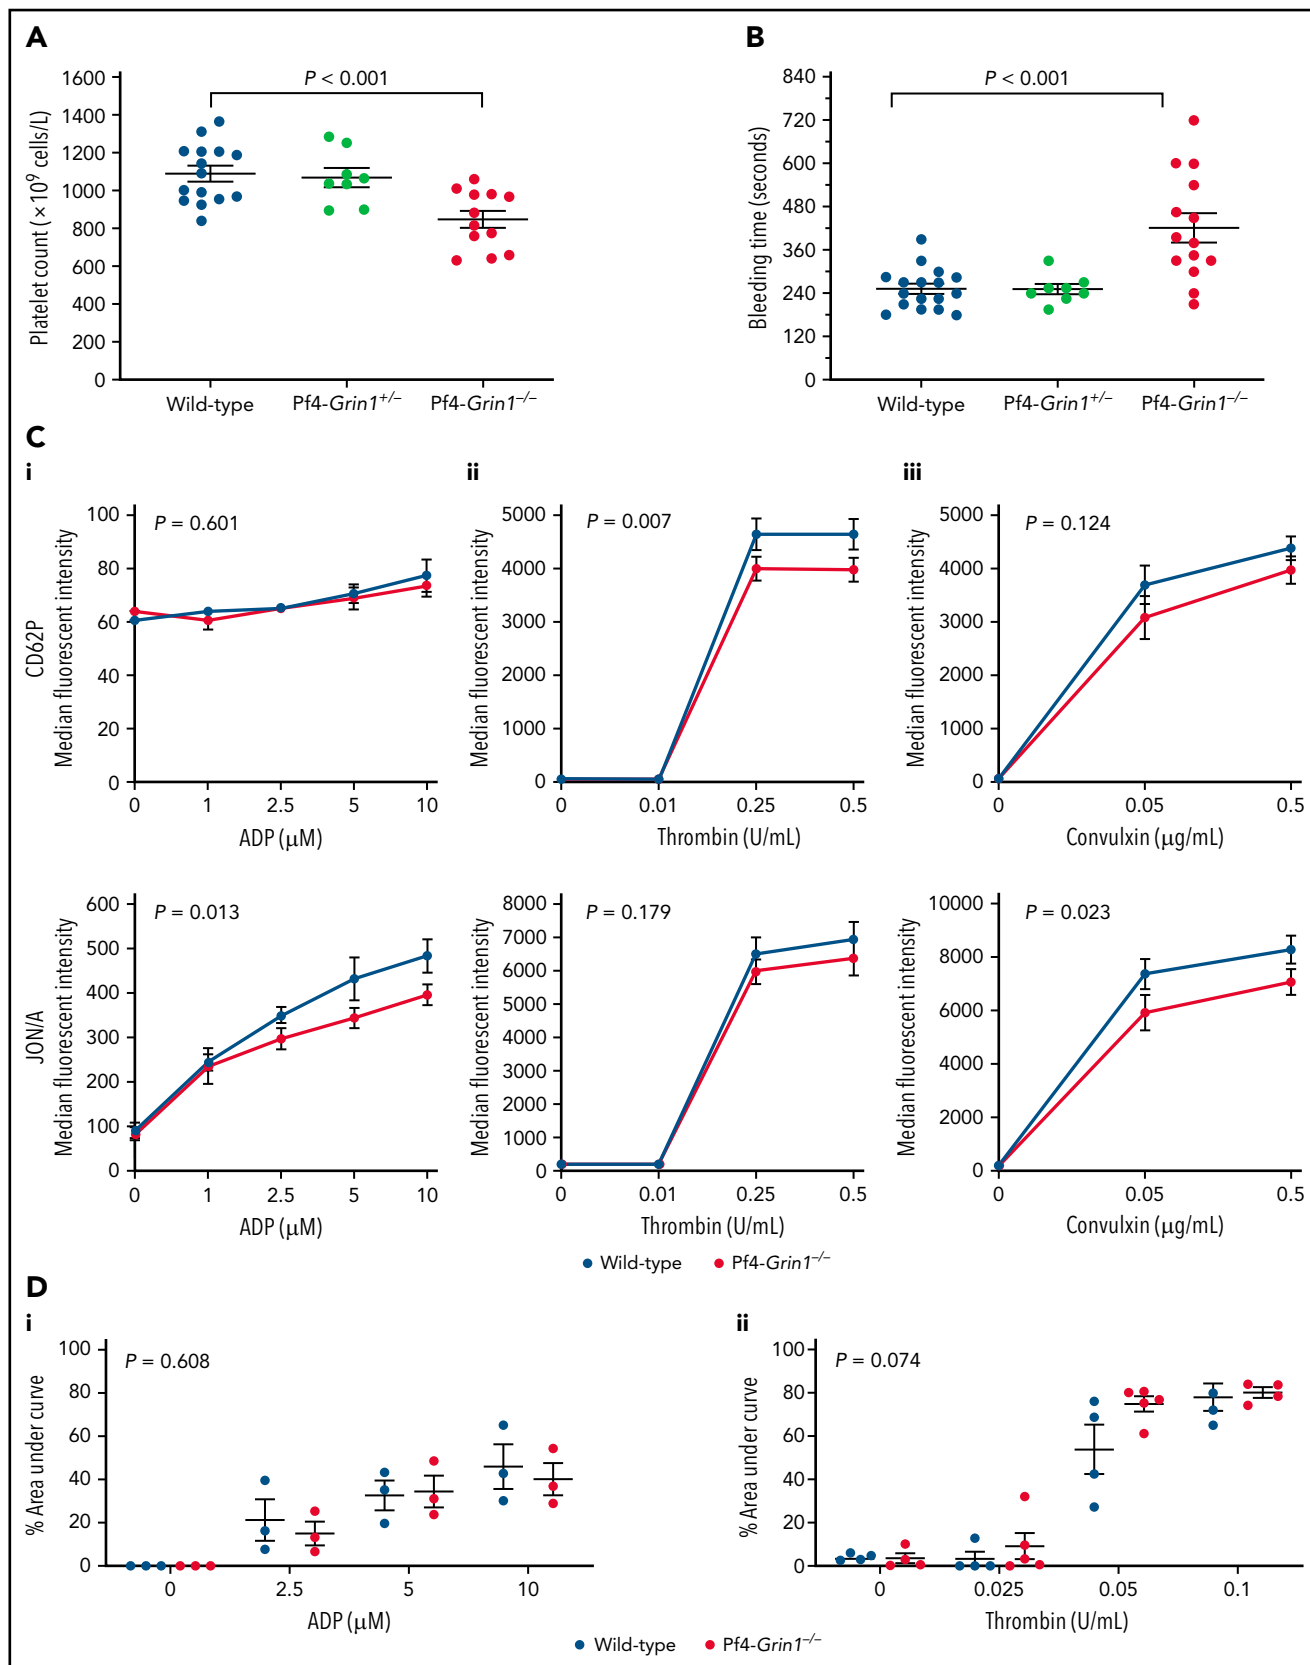 A
P < 0.001
1600
1400
1200
1000
800
600
400
200
0
Platelet count (×10⁹ cells/L)
Wild-type Pf4-Grin1+/– Pf4-Grin1–/–
B
P < 0.001
840
720
600
480
360
240
120
0
Bleeding time (seconds)
Wild-type Pf4-Grin1+/– Pf4-Grin1–/–
C
i
CD62P
Median fluorescent intensity
100
80
60
40
20
0
P = 0.601
0 1 2.5 5 10
ADP (μM)
ii
Median fluorescent intensity
5000
4000
3000
2000
1000
0
P = 0.007
0 0.01 0.25 0.5
Thrombin (U/mL)
iii
Median fluorescent intensity
5000
4000
3000
2000
1000
0
P = 0.124
0 0.05 0.5
Convulxin (μg/mL)
JON/A
Median fluorescent intensity
600
500
400
300
200
100
0
P = 0.013
0 1 2.5 5 10
ADP (μM)
Median fluorescent intensity
8000
7000
6000
5000
4000
3000
2000
1000
0
P = 0.179
0 0.01 0.25 0.5
Thrombin (U/mL)
Median fluorescent intensity
10000
8000
6000
4000
2000
0
P = 0.023
0 0.05 0.5
Convulxin (μg/mL)
Wild-type Pf4-Grin1–/–
D
i
% Area under curve
100
80
60
40
20
0
P = 0.608
0 2.5 5 10
ADP (μM)
ii
% Area under curve
100
80
60
40
20
0
P = 0.074
0 0.025 0.05 0.1
Thrombin (U/mL)
Wild-type Pf4-Grin1–/–